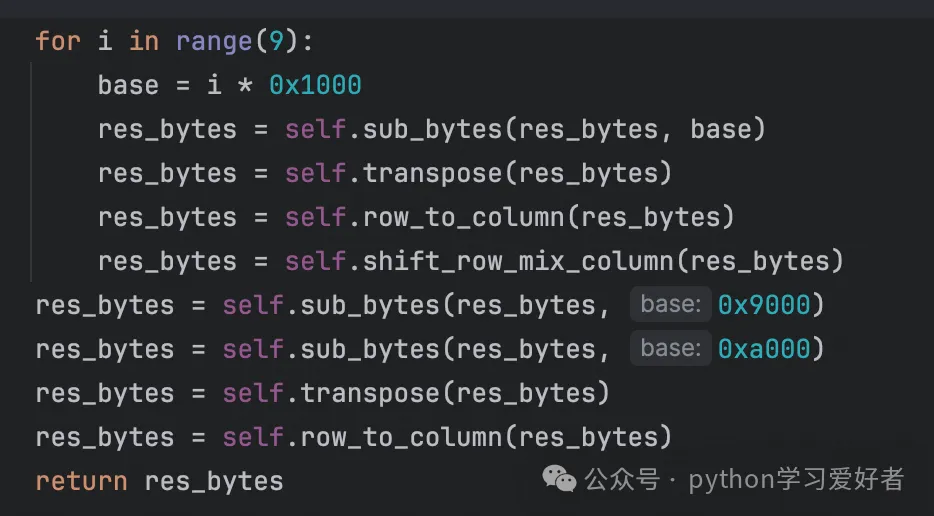 for i in range(9):
    base = i * 0x1000
    res_bytes = self.sub_bytes(res_bytes, base)
    res_bytes = self.transpose(res_bytes)
    res_bytes = self.row_to_column(res_bytes)
    res_bytes = self.shift_row_mix_column(res_bytes)
res_bytes = self.sub_bytes(res_bytes, base: 0x9000)
res_bytes = self.sub_bytes(res_bytes, base: 0xa000)
res_bytes = self.transpose(res_bytes)
res_bytes = self.row_to_column(res_bytes)
return res_bytes
公众号 · python学习爱好者